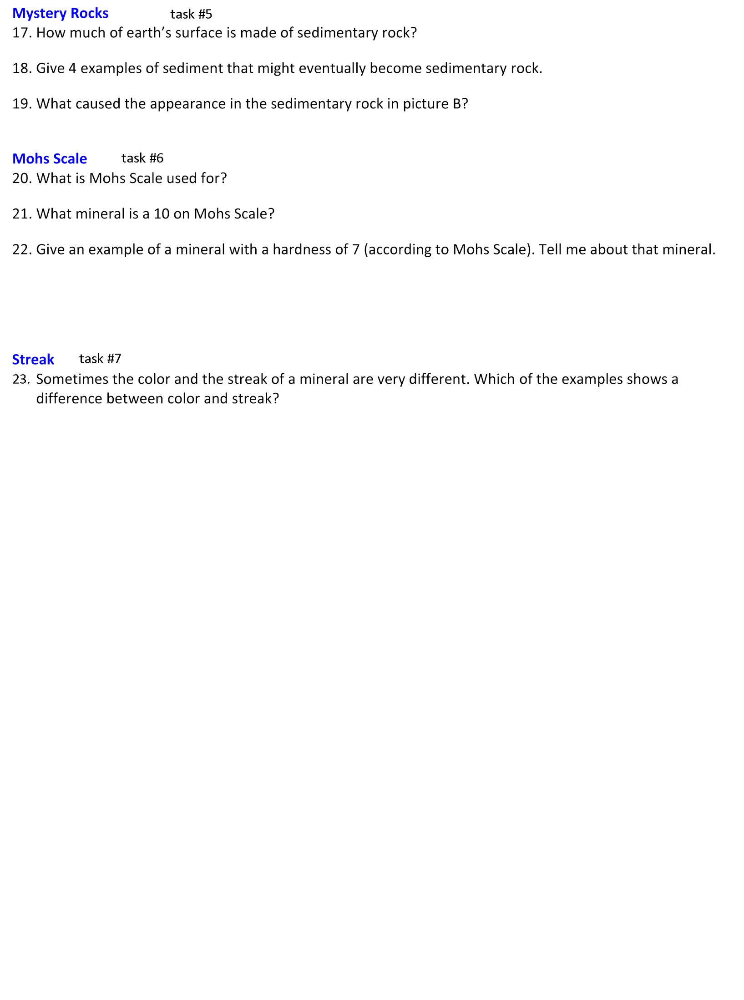 Mystery Rocks task #5
17. How much of earth’s surface is made of sedimentary rock?
18. Give 4 examples of sediment that might eventually become sedimentary rock.
19. What caused the appearance in the sedimentary rock in picture B?
Mohs Scale task #6
20. What is Mohs Scale used for?
21. What mineral is a 10 on Mohs Scale?
22. Give an example of a mineral with a hardness of 7 (according to Mohs Scale). Tell me about that mineral.
Streak task #7
23. Sometimes the color and the streak of a mineral are very different. Which of the examples shows a
difference between color and streak?